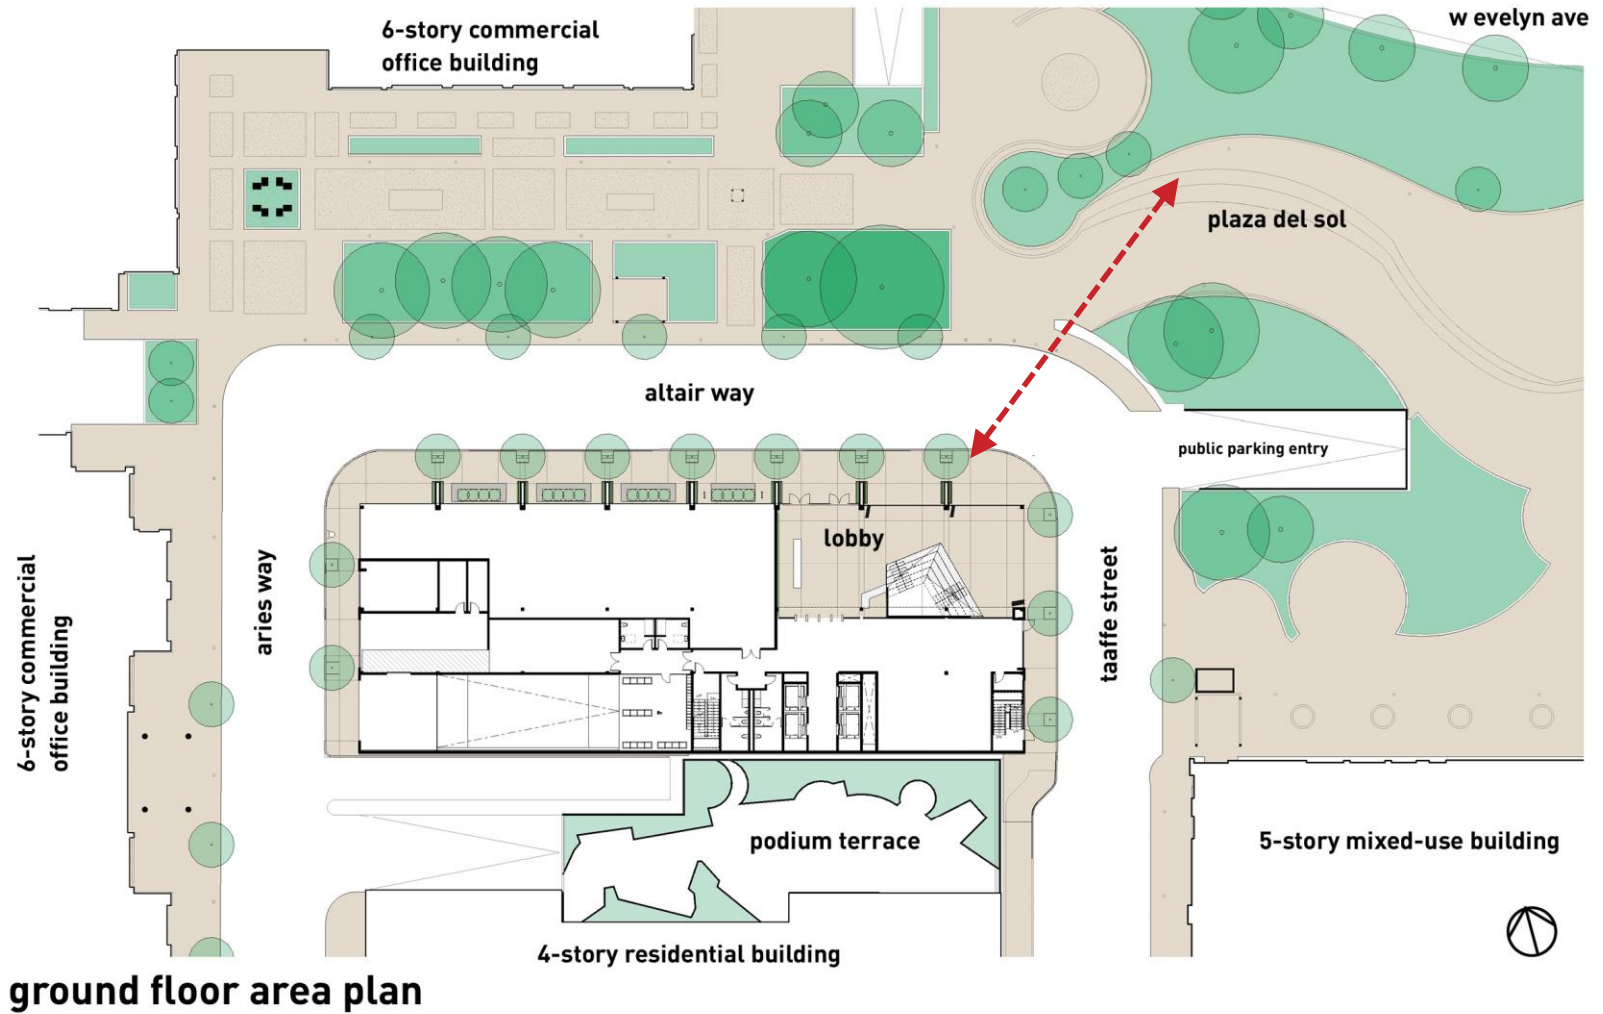 w evelyn ave
6-story commercial
office building
plaza del sol
altair way
public parking entry
lobby
aries way
taaffe street
6-story commercial
office building
podium terrace
5-story mixed-use building
4-story residential building
ground floor area plan